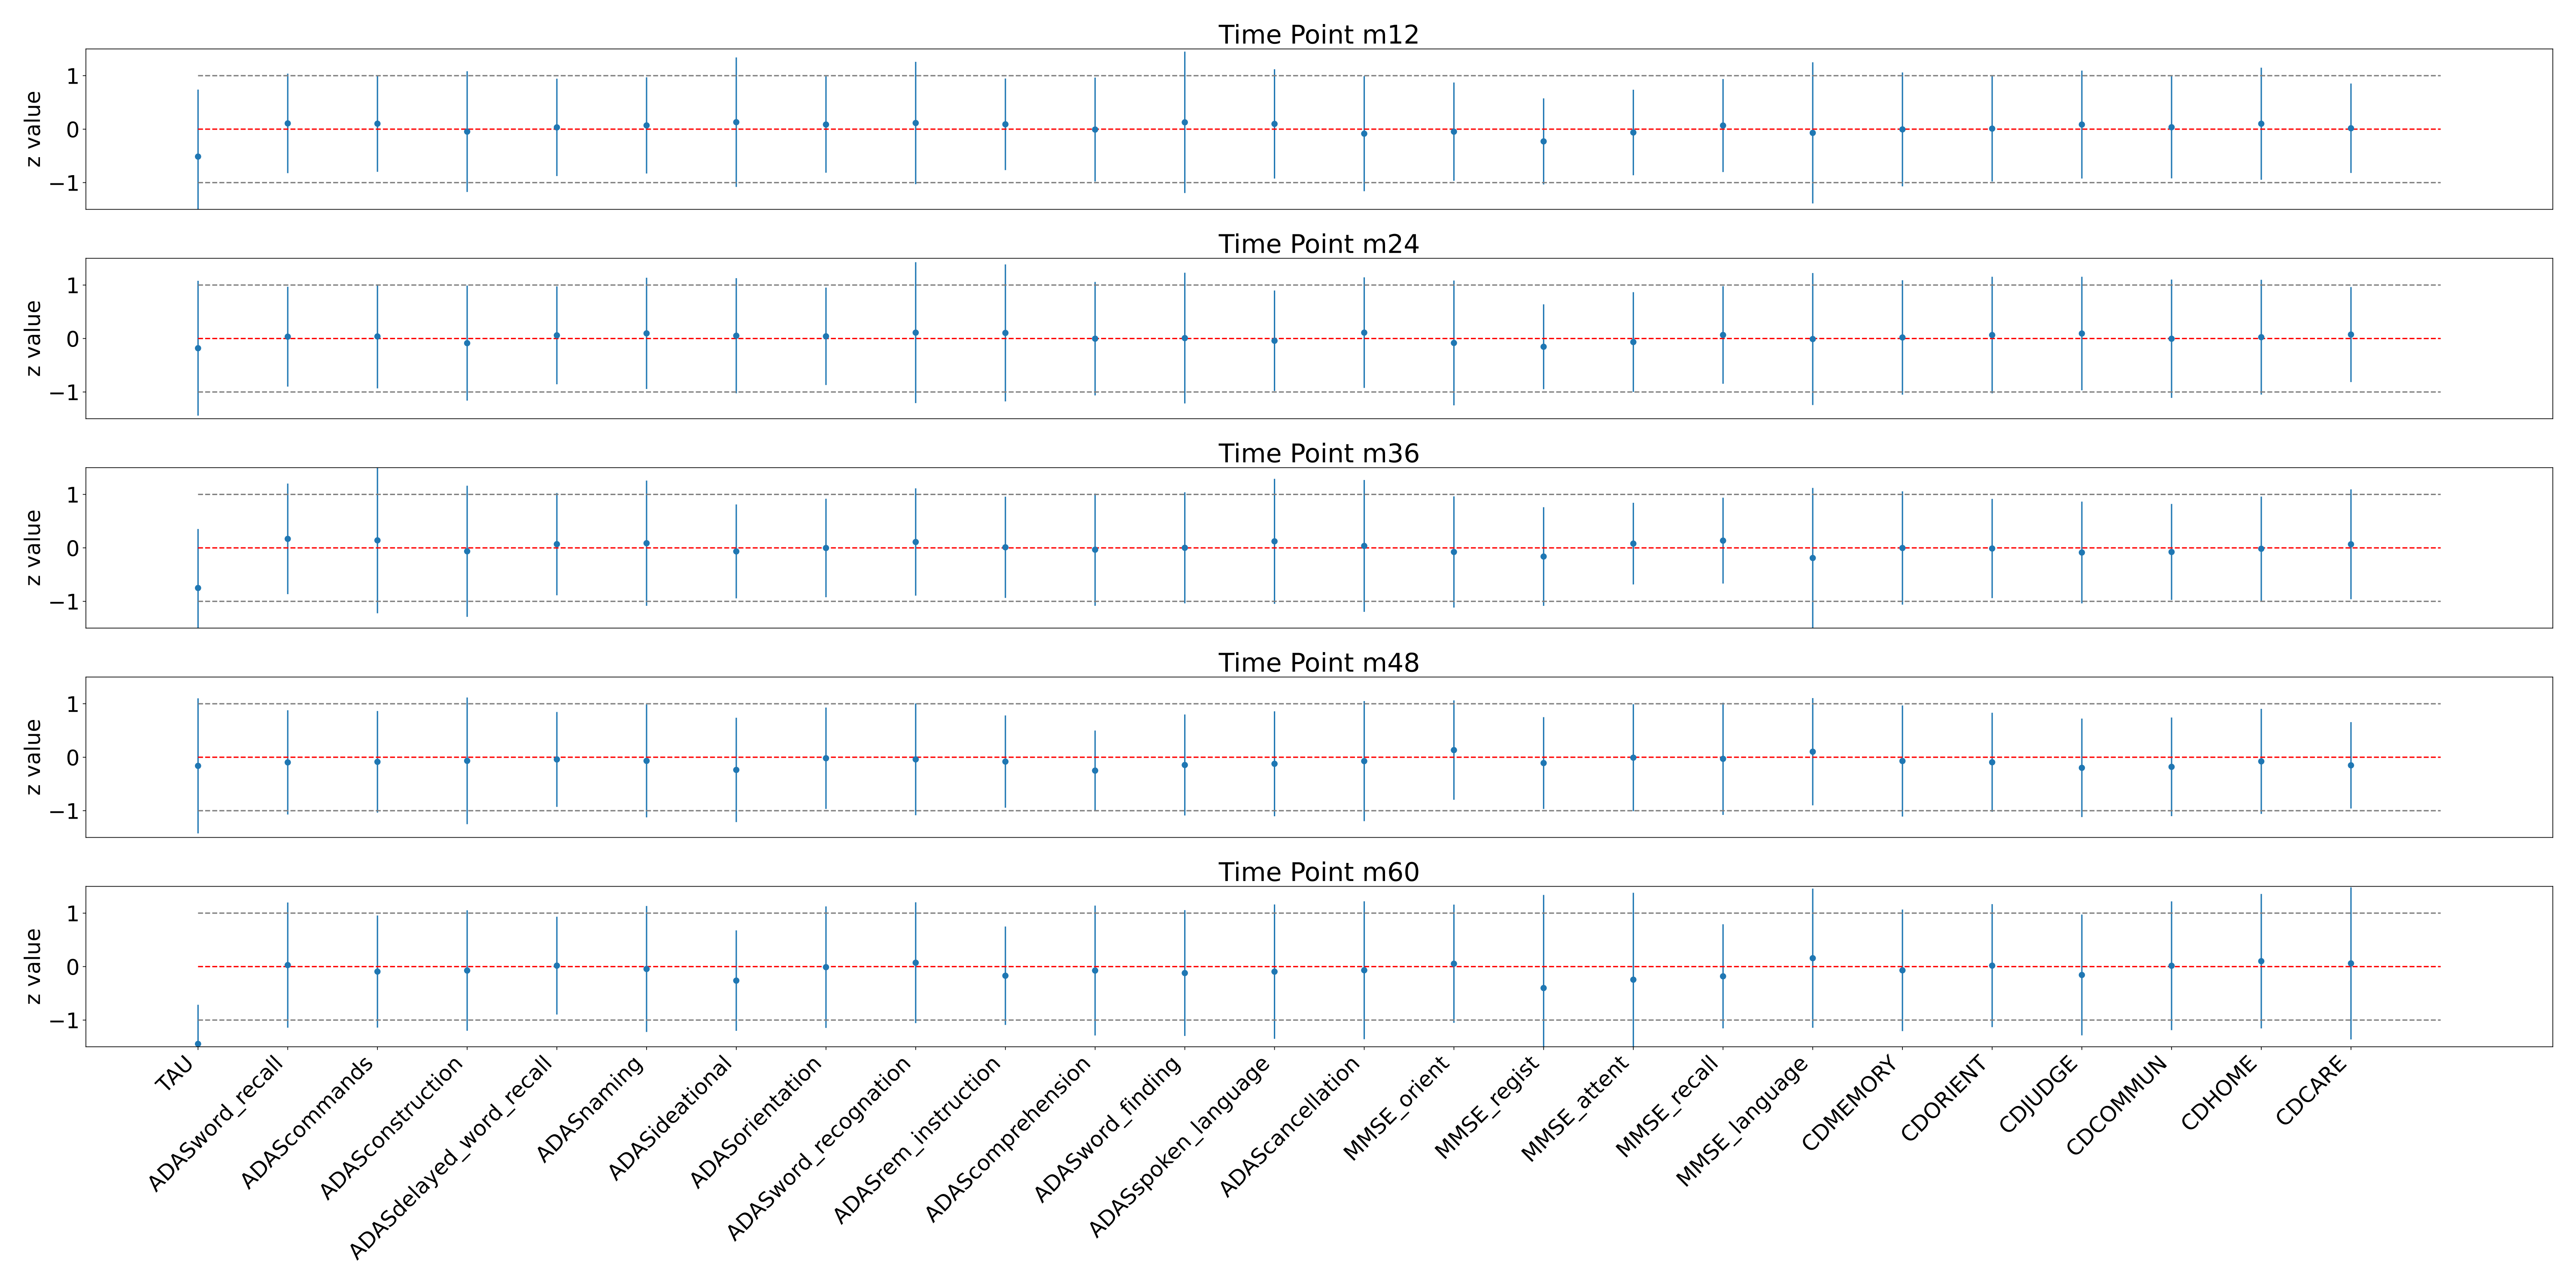 Time Point m12
z value
1
0
−1
Time Point m24
z value
1
0
−1
Time Point m36
z value
1
0
−1
Time Point m48
z value
1
0
−1
Time Point m60
z value
1
0
−1
TAU
ADASword_recall
ADAScommands
ADASconstruction
ADASdelayed_word_recall
ADASnaming
ADASideational
ADASorientation
ADASword_recognation
ADASrem_instruction
ADAScomprehension
ADASword_finding
ADASspoken_language
ADAScancellation
MMSE_orient
MMSE_regist
MMSE_attent
MMSE_recall
MMSE_language
CDMEMORY
CDORIENT
CDJUDGE
CDCOMMUN
CDHOME
CDCARE